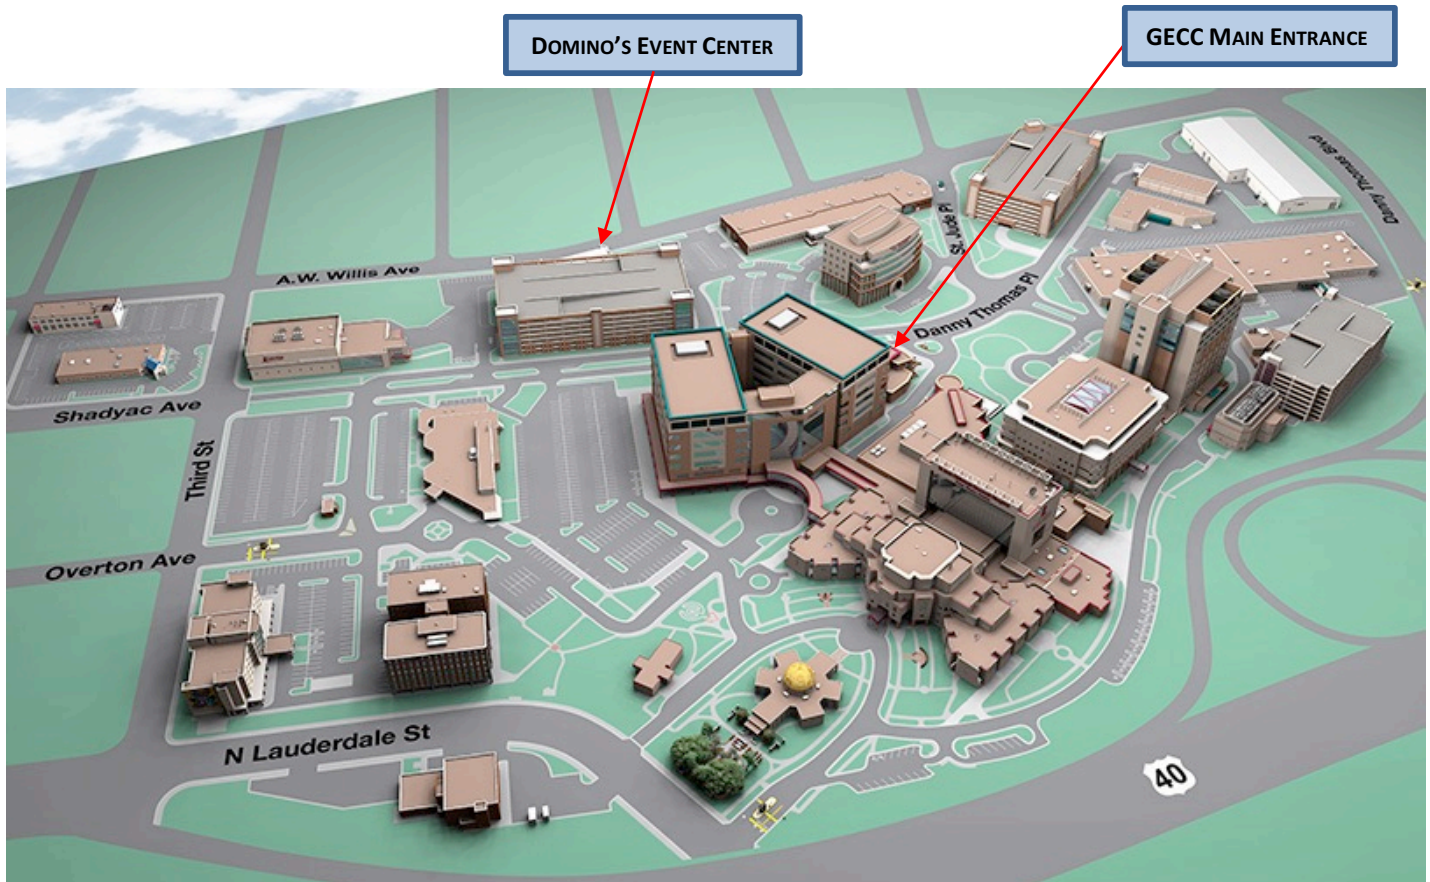 DOMINO'S EVENT CENTER
GECC MAIN ENTRANCE
Danny Thomas Blvd
St. Jude Pl
A.W. Willis Ave
Danny Thomas Pl
Shadyac Ave
Third St
Overton Ave
N Lauderdale St
40